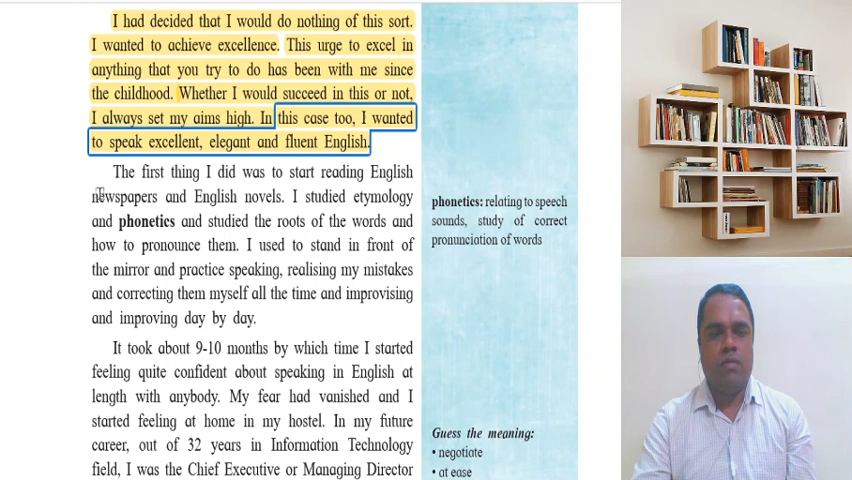 I had decided that I would do nothing of this sort.
I wanted to achieve excellence. This urge to excel in
anything that you try to do has been with me since
the childhood. Whether I would succeed in this or not,
I always set my aims high. In this case too, I wanted
to speak excellent, elegant and fluent English.
The first thing I did was to start reading English
newspapers and English novels. I studied etymology
and phonetics and studied the roots of the words and
how to pronounce them. I used to stand in front of
the mirror and practice speaking, realising my mistakes
and correcting them myself all the time and improvising
and improving day by day.
It took about 9-10 months by which time I started
feeling quite confident about speaking in English at
length with anybody. My fear had vanished and I
started feeling at home in my hostel. In my future
career, out of 32 years in Information Technology
field, I was the Chief Executive or Managing Director
phonetics: relating to speech
sounds, study of correct
pronunciation of words
Guess the meaning:
• negotiate
• at ease